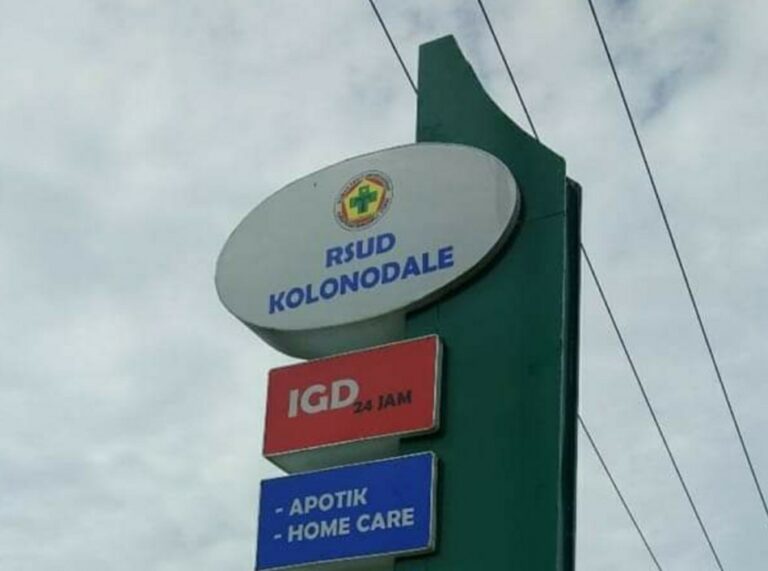 RSUD
KOLONODALE
IGD 24 JAM
- APOTIK
- HOME CARE